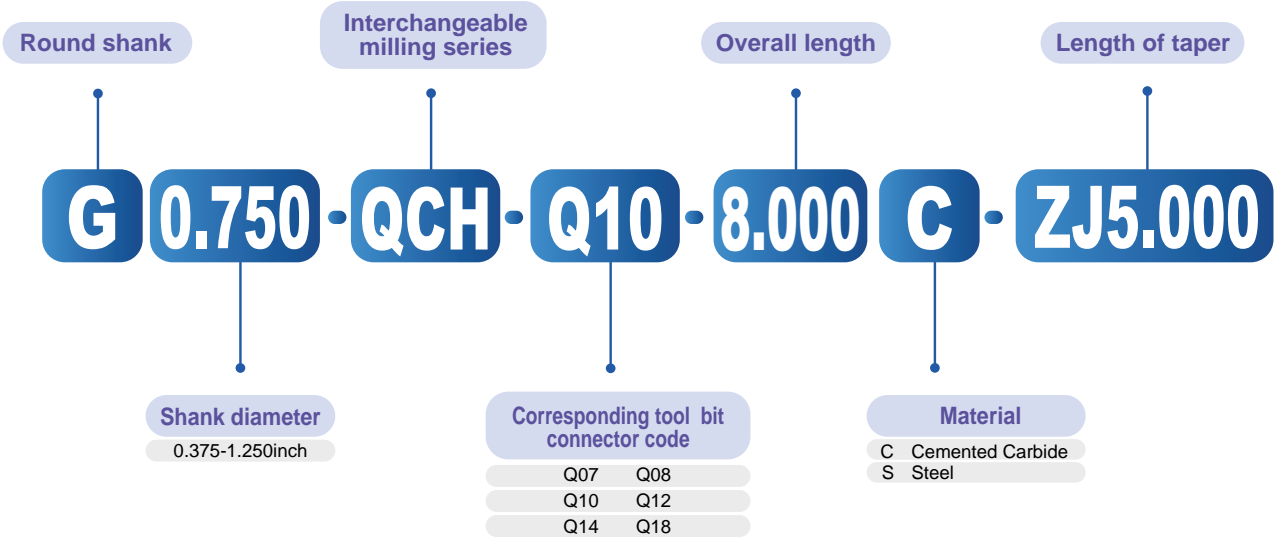 Round shank
Interchangeable
milling series
Overall length
Length of taper
G 0.750 - QCH - Q10 - 8.000 C - ZJ5.000
Shank diameter
0.375-1.250inch
Corresponding tool bit
connector code
Q07 Q08
Q10 Q12
Q14 Q18
Material
C Cemented Carbide
S Steel